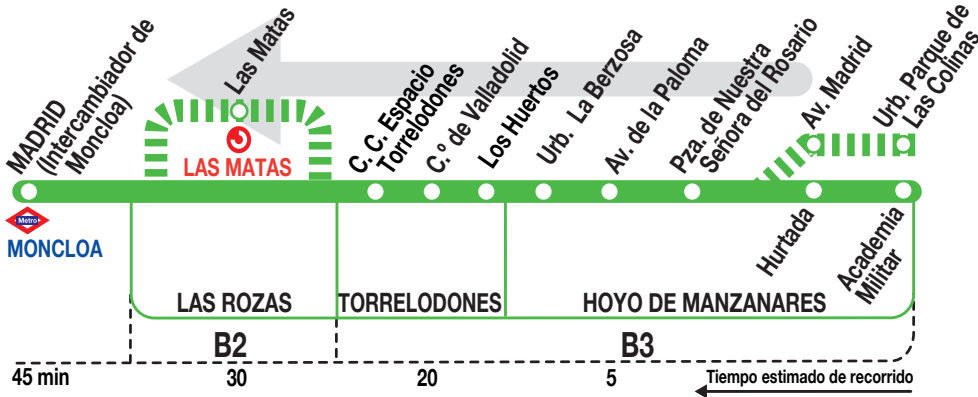 MADRID
(Intercambiador de
Moncloa)
Las Matas
C. C. Espacio
Torrelodones
C.º de Valladolid
Los Huertos
Urb. La Berzosa
Av. de la Paloma
Pza. de Nuestra
Señora del Rosario
Av. Madrid
Urb. Parque de
Las Colinas
LAS MATAS
Metro
MONCLOA
Hurtada
Academia
Militar
LAS ROZAS
TORRELODONES
HOYO DE MANZANARES
B2
B3
45 min
30
20
5
Tiempo estimado de recorrido